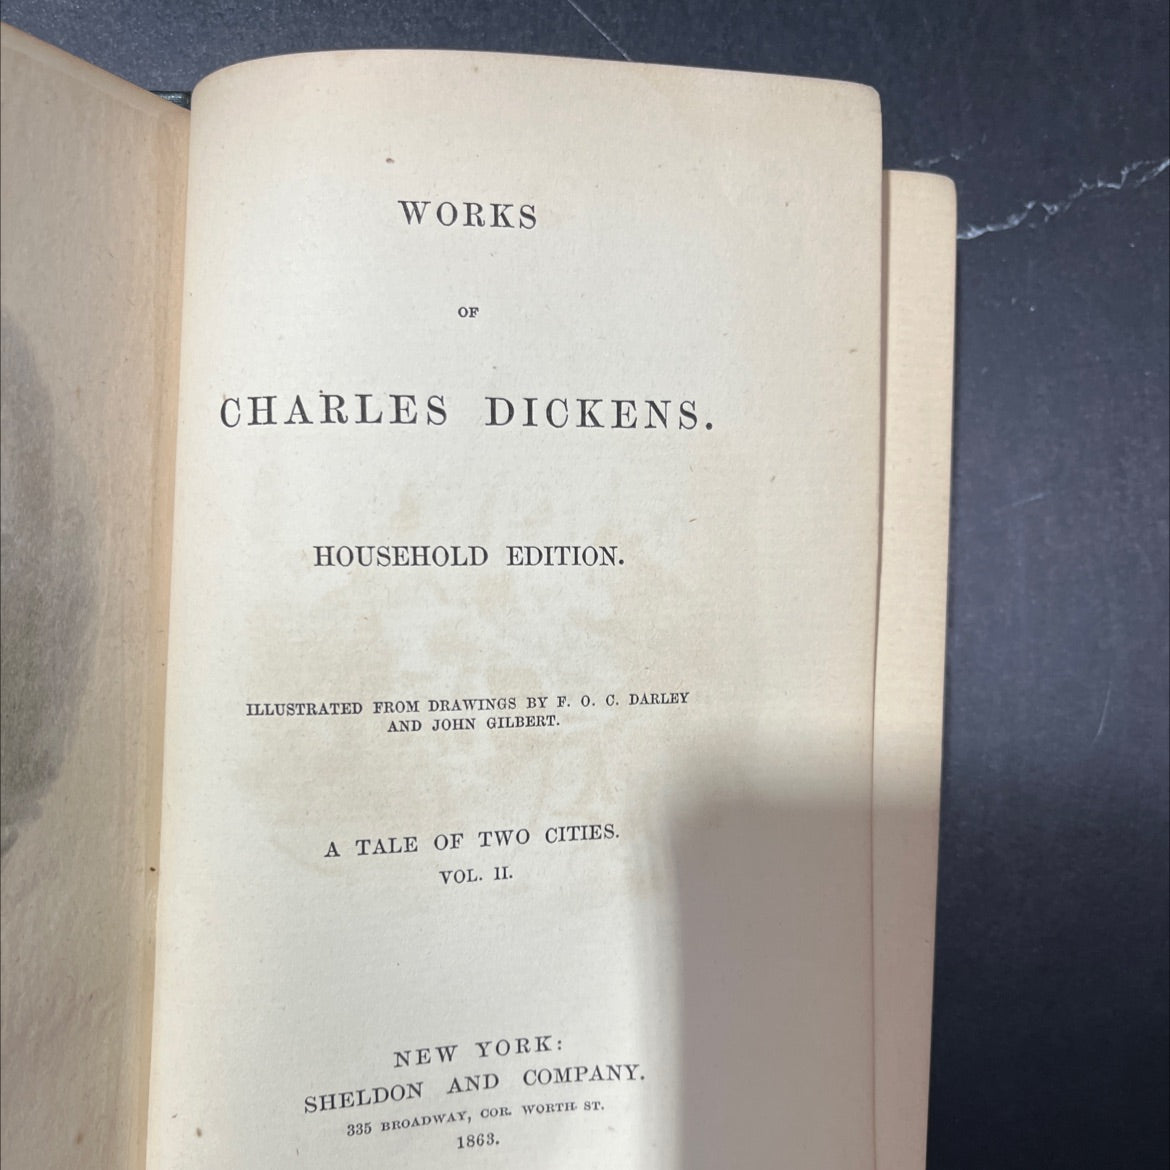 WORKS
OF
CHARLES DICKENS.
HOUSEHOLD EDITION.
ILLUSTRATED FROM DRAWINGS BY F. O. C. DARLEY
AND JOHN GILBERT.
A TALE OF TWO CITIES.
VOL. II.
NEW YORK:
SHELDON AND COMPANY.
335 BROADWAY, COR. WORTH ST.
1863.